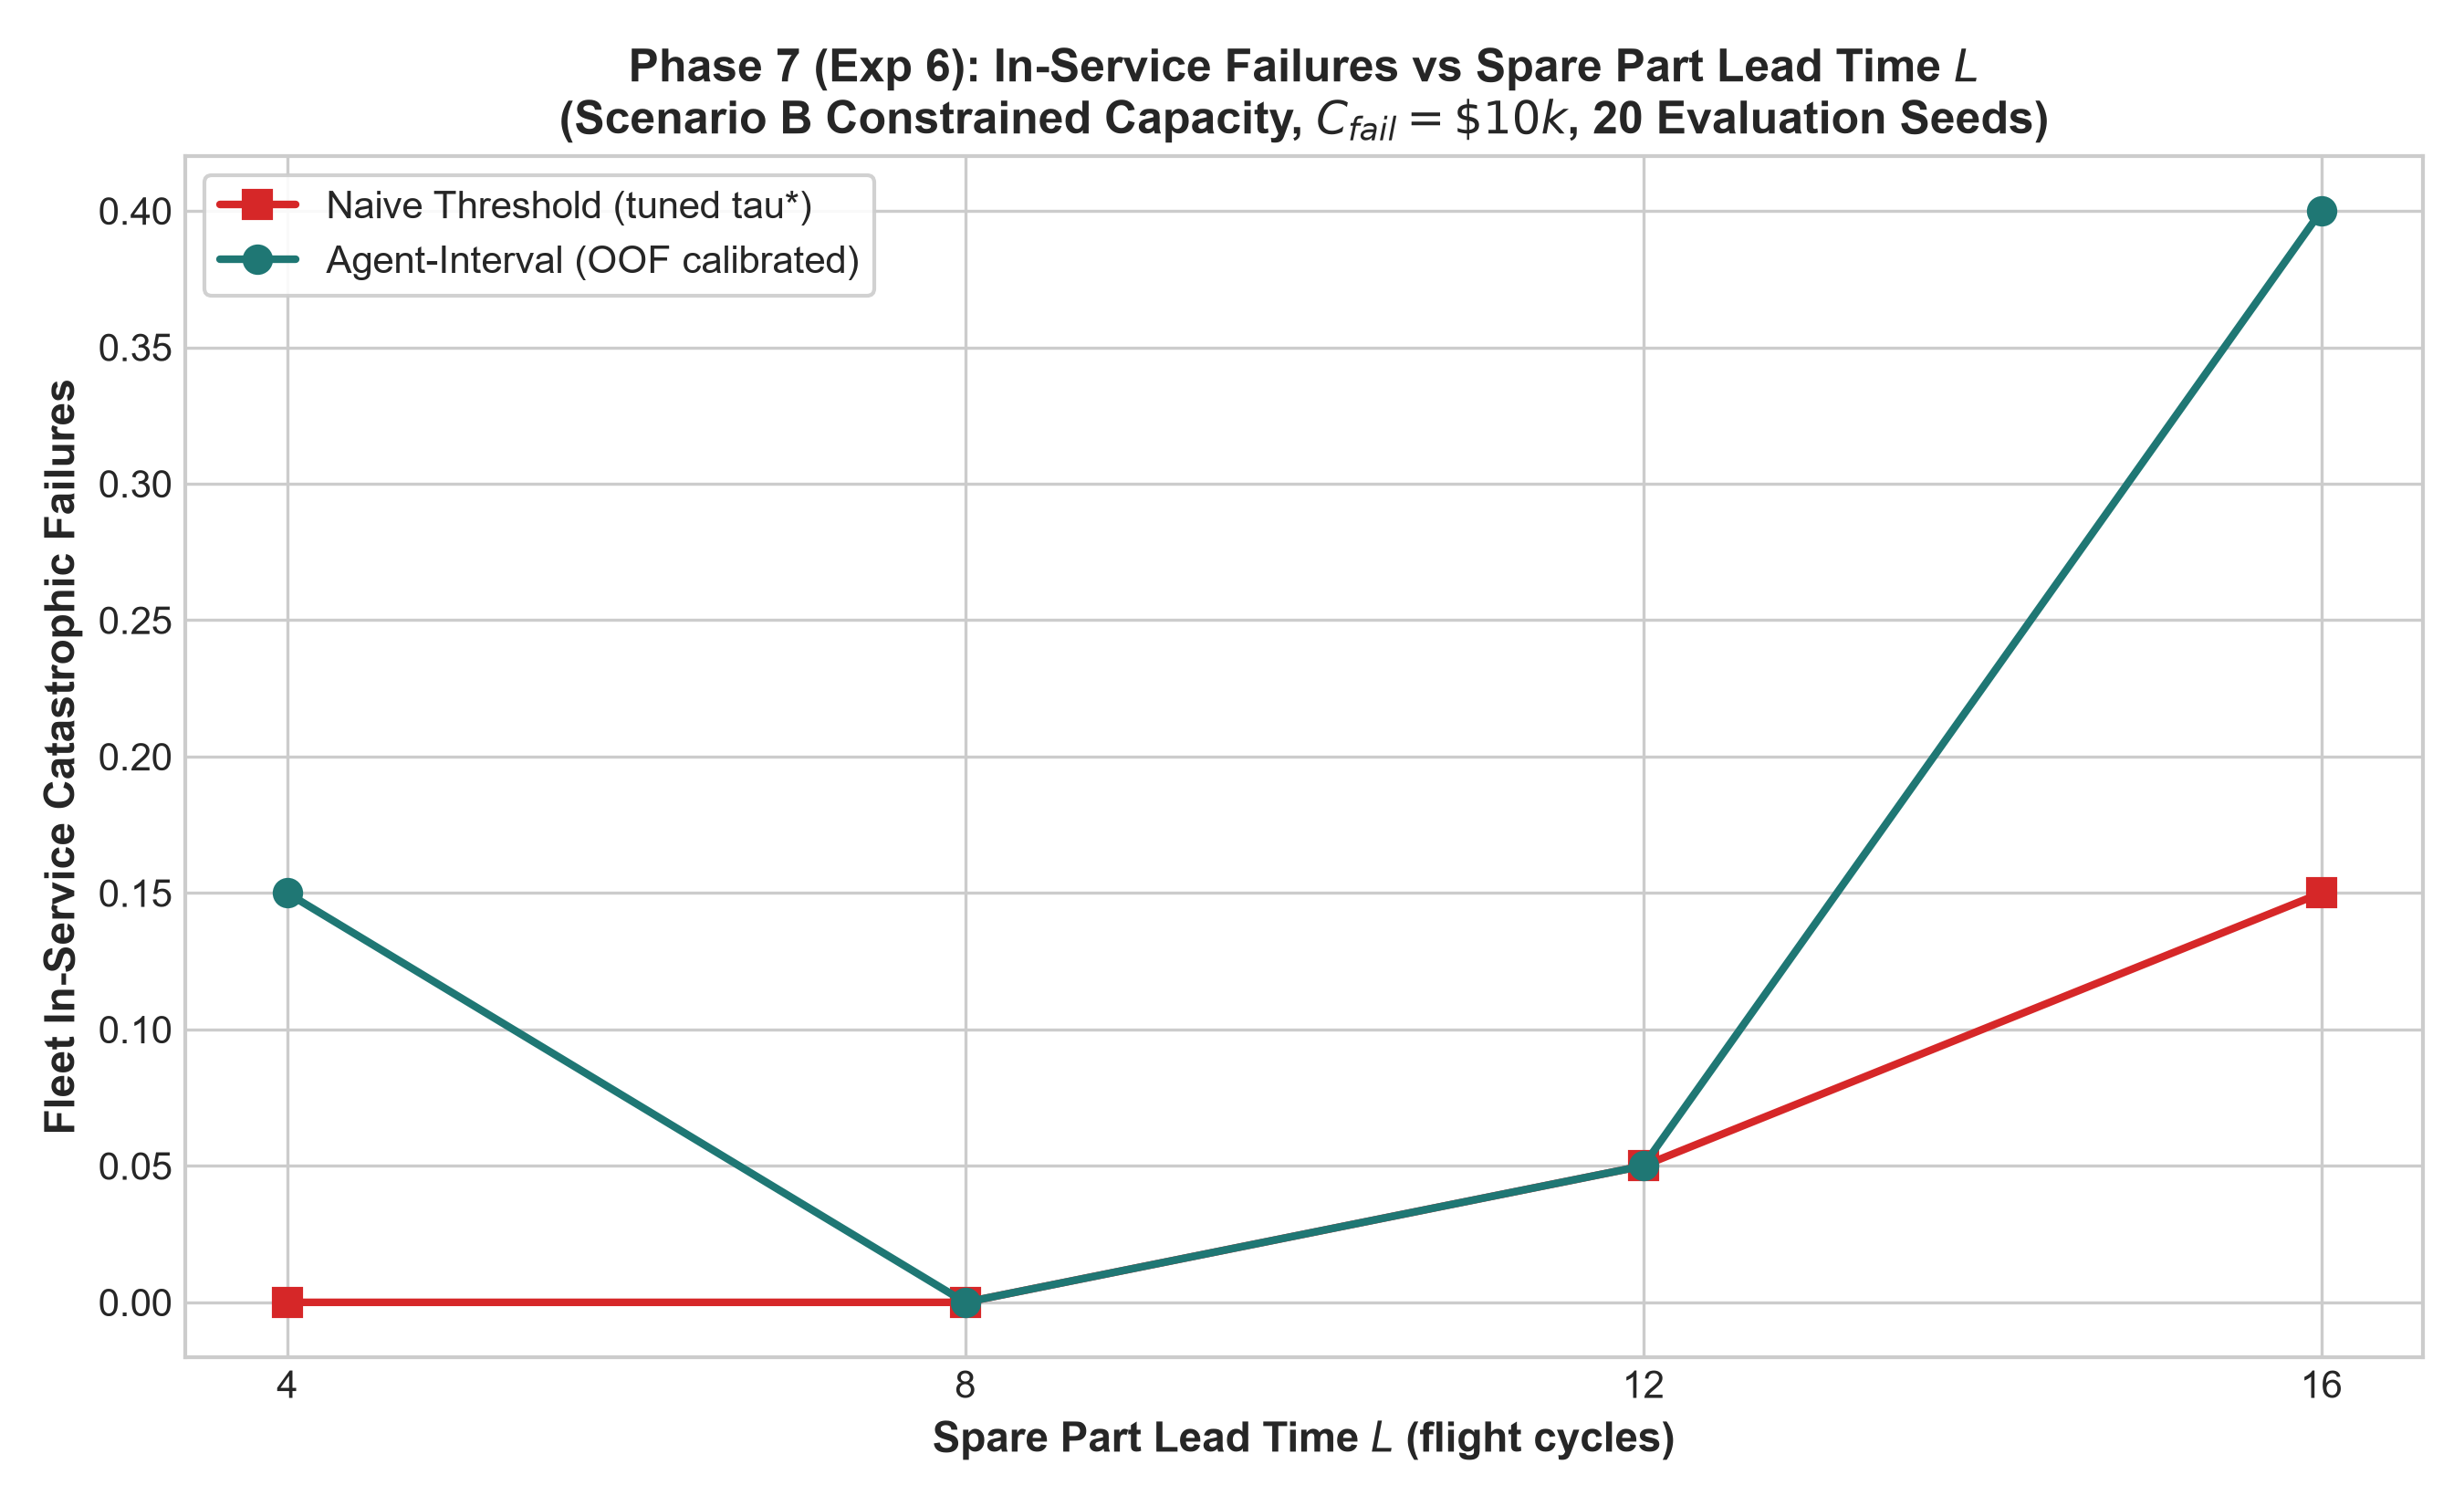 Phase 7 (Exp 6): In-Service Failures vs Spare Part Lead Time L
(Scenario B Constrained Capacity, C_fail = $10k, 20 Evaluation Seeds)
Naive Threshold (tuned tau*)
Agent-Interval (OOF calibrated)
Fleet In-Service Catastrophic Failures
0.40
0.35
0.30
0.25
0.20
0.15
0.10
0.05
0.00
4 8 12 16
Spare Part Lead Time L (flight cycles)